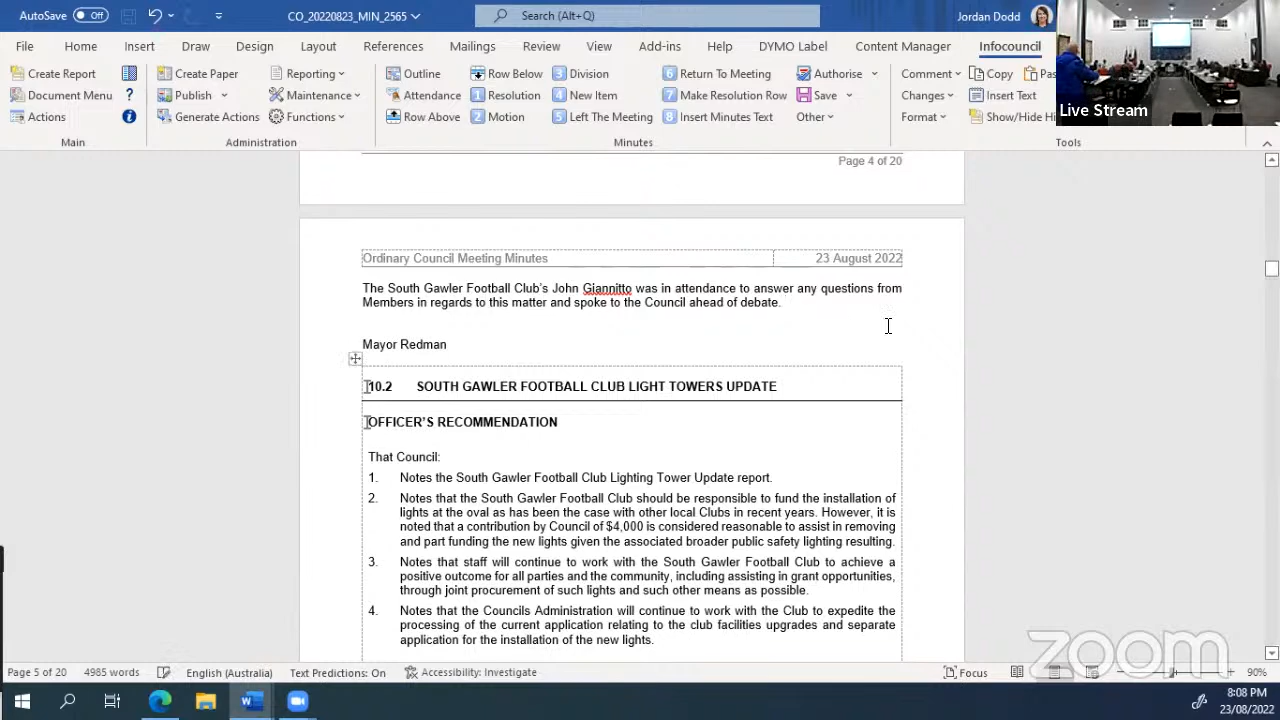 AutoSave Off CO_20220823_MIN_2565 Search (Alt+Q) Jordan Dodd
File Home Insert Draw Design Layout References Mailings Review View Add-ins Help DYMO Label Content Manager Infocouncil
Create Report Create Paper Reporting Outline Row Below 3 Division 6 Return To Meeting Authorise Comment Copy Pas
Document Menu ? Publish Maintenance Attendance 1 Resolution 4 New Item 7 Make Resolution Row Save Changes Insert Text
Actions Generate Actions Functions Row Above 2 Motion 5 Left The Meeting 8 Insert Minutes Text Other Format Show/Hide Hi
Live Stream
Main Administration Minutes Tools
Page 4 of 20
Ordinary Council Meeting Minutes 23 August 2022
The South Gawler Football Club's John Giannitto was in attendance to answer any questions from
Members in regards to this matter and spoke to the Council ahead of debate.
Mayor Redman
10.2 SOUTH GAWLER FOOTBALL CLUB LIGHT TOWERS UPDATE
OFFICER'S RECOMMENDATION
That Council:
1. Notes the South Gawler Football Club Lighting Tower Update report.
2. Notes that the South Gawler Football Club should be responsible to fund the installation of
lights at the oval as has been the case with other local Clubs in recent years. However, it is
noted that a contribution by Council of $4,000 is considered reasonable to assist in removing
and part funding the new lights given the associated broader public safety lighting resulting.
3. Notes that staff will continue to work with the South Gawler Football Club to achieve a
positive outcome for all parties and the community, including assisting in grant opportunities,
through joint procurement of such lights and such other means as possible.
4. Notes that the Councils Administration will continue to work with the Club to expedite the
processing of the current application relating to the club facilities upgrades and separate
application for the installation of the new lights.
zoom
Page 5 of 20 4985 words English (Australia) Text Predictions: On Accessibility: Investigate Focus 90%
8:08 PM
23/08/2022